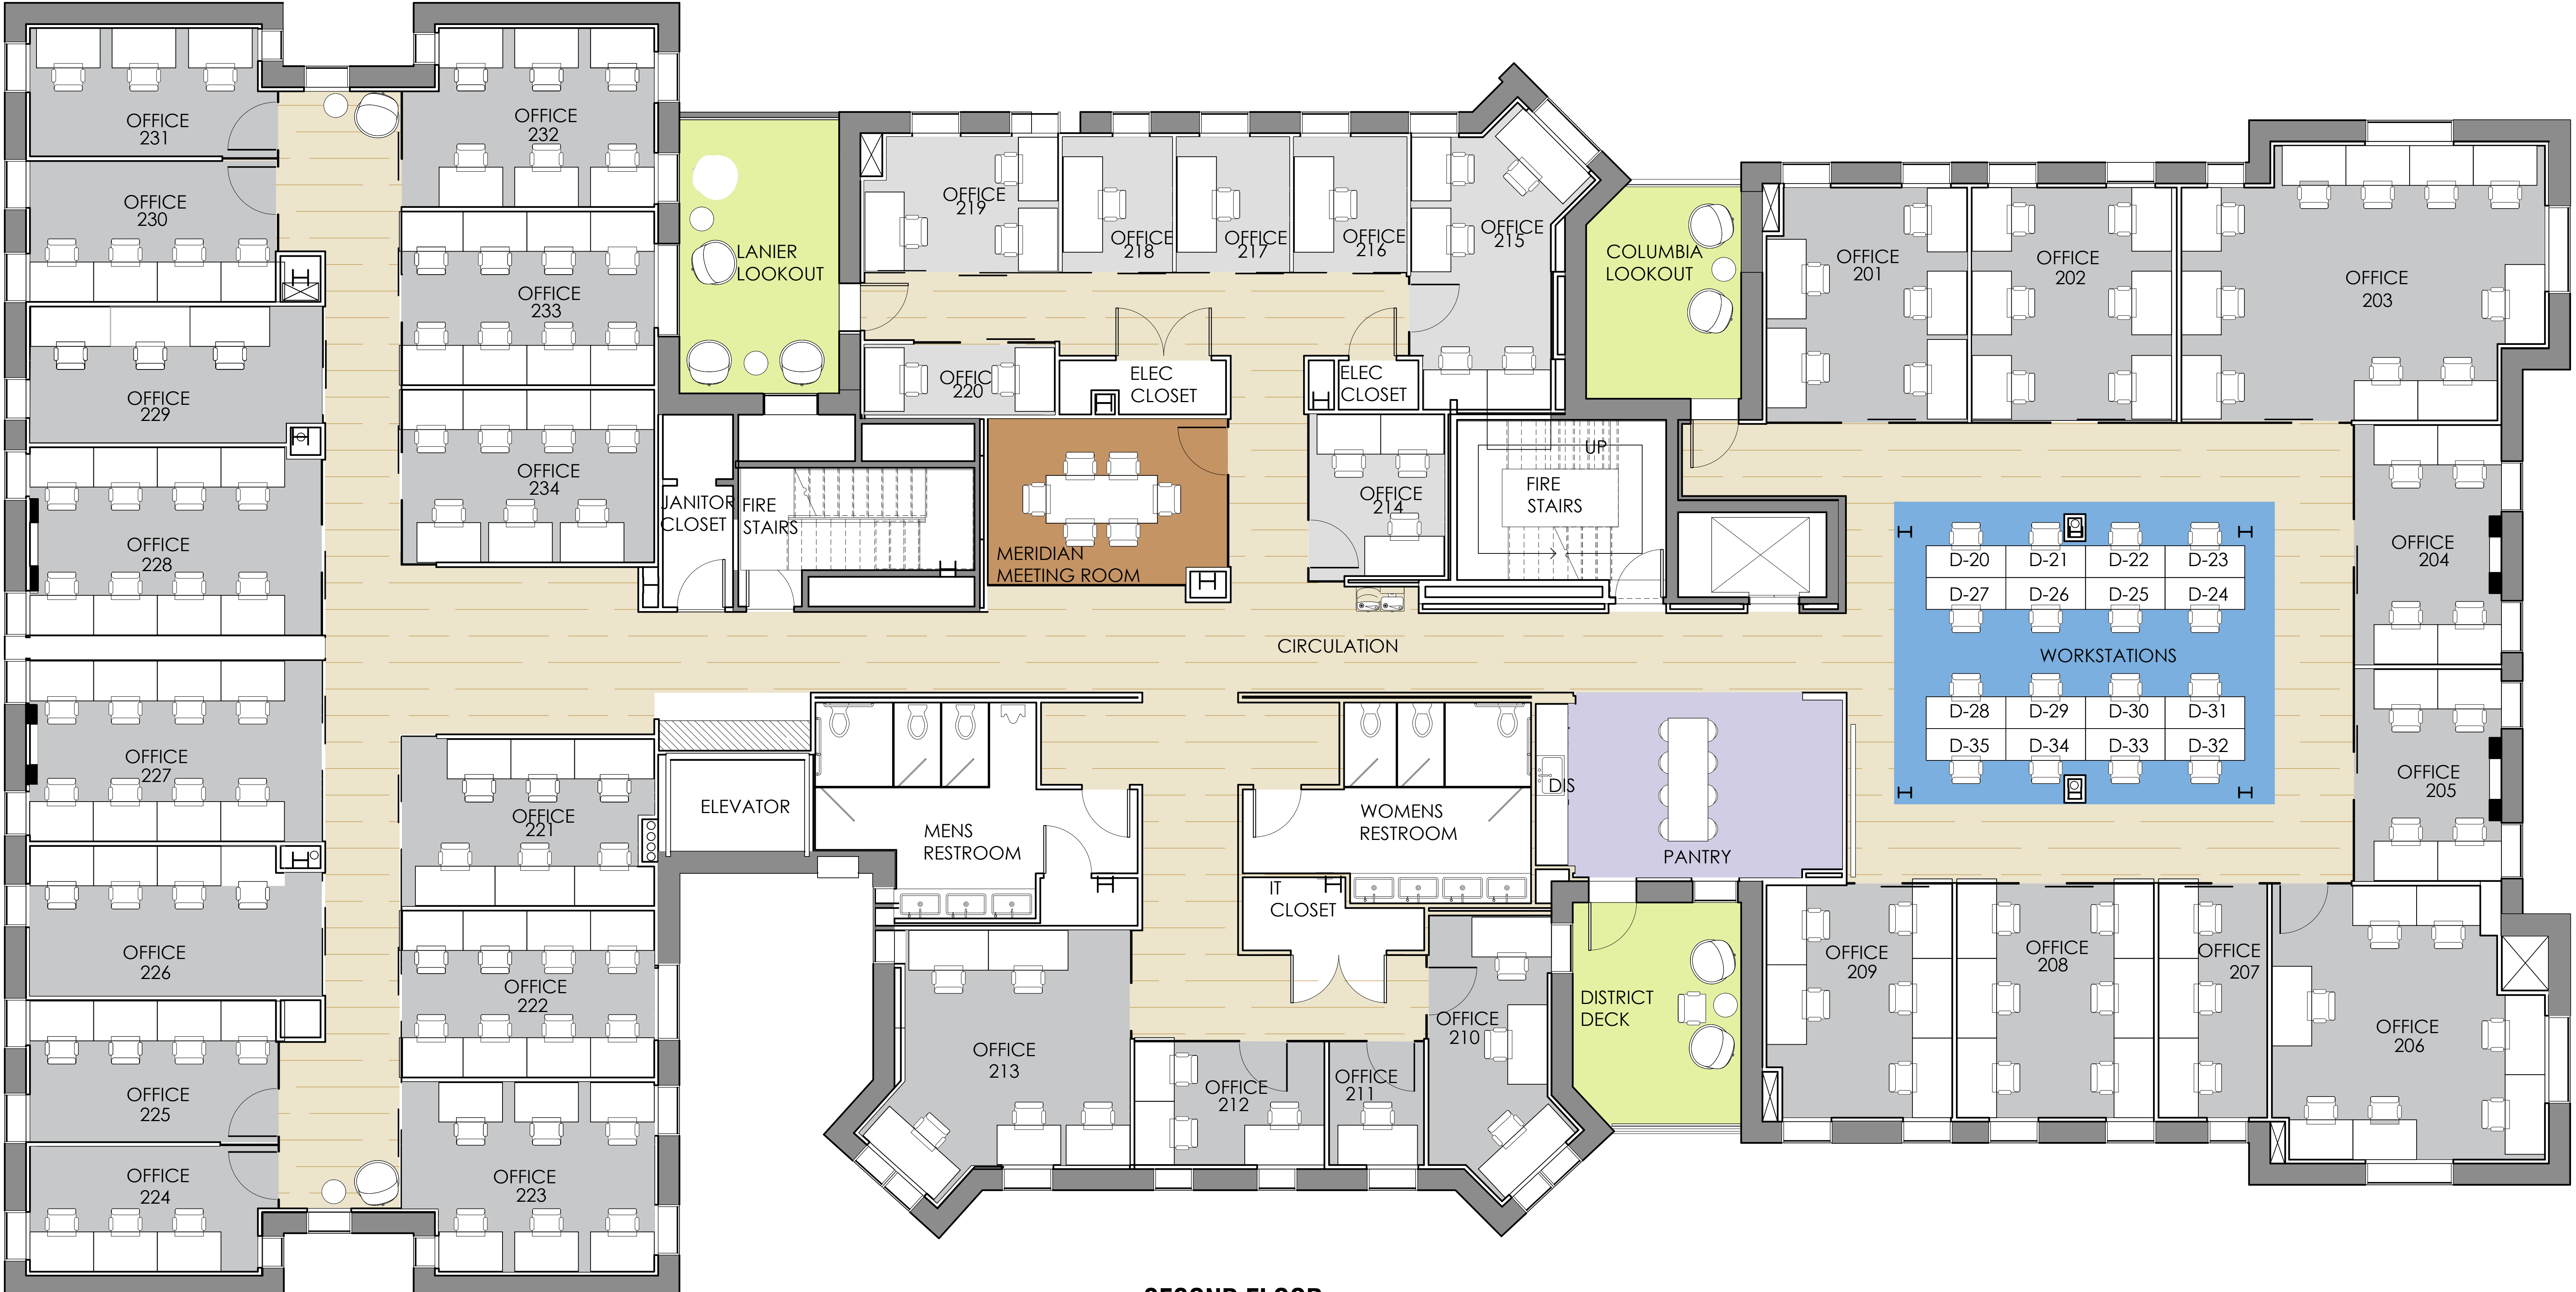 OFFICE
231
OFFICE
232
OFFICE
230
OFFICE
233
OFFICE
229
OFFICE
234
OFFICE
228
LANIER
LOOKOUT
OFFICE
219
OFFICE
218
OFFICE
217
OFFICE
216
OFFICE
215
OFFIC
220
ELEC
CLOSET
ELEC
CLOSET
COLUMBIA
LOOKOUT
OFFICE
201
OFFICE
202
OFFICE
203
JANITOR
CLOSET
FIRE
STAIRS
MERIDIAN
MEETING ROOM
OFFICE
214
UP
FIRE
STAIRS
OFFICE
204
D-20 D-21 D-22 D-23
D-27 D-26 D-25 D-24
WORKSTATIONS
D-28 D-29 D-30 D-31
D-35 D-34 D-33 D-32
CIRCULATION
OFFICE
205
OFFICE
227
OFFICE
221
ELEVATOR
MENS
RESTROOM
WOMENS
RESTROOM
DIS
PANTRY
IT
CLOSET
OFFICE
226
OFFICE
222
OFFICE
225
OFFICE
224
OFFICE
223
OFFICE
213
OFFICE
212
OFFICE
211
OFFICE
210
DISTRICT
DECK
OFFICE
209
OFFICE
208
OFFICE
207
OFFICE
206
SECOND FLOOR